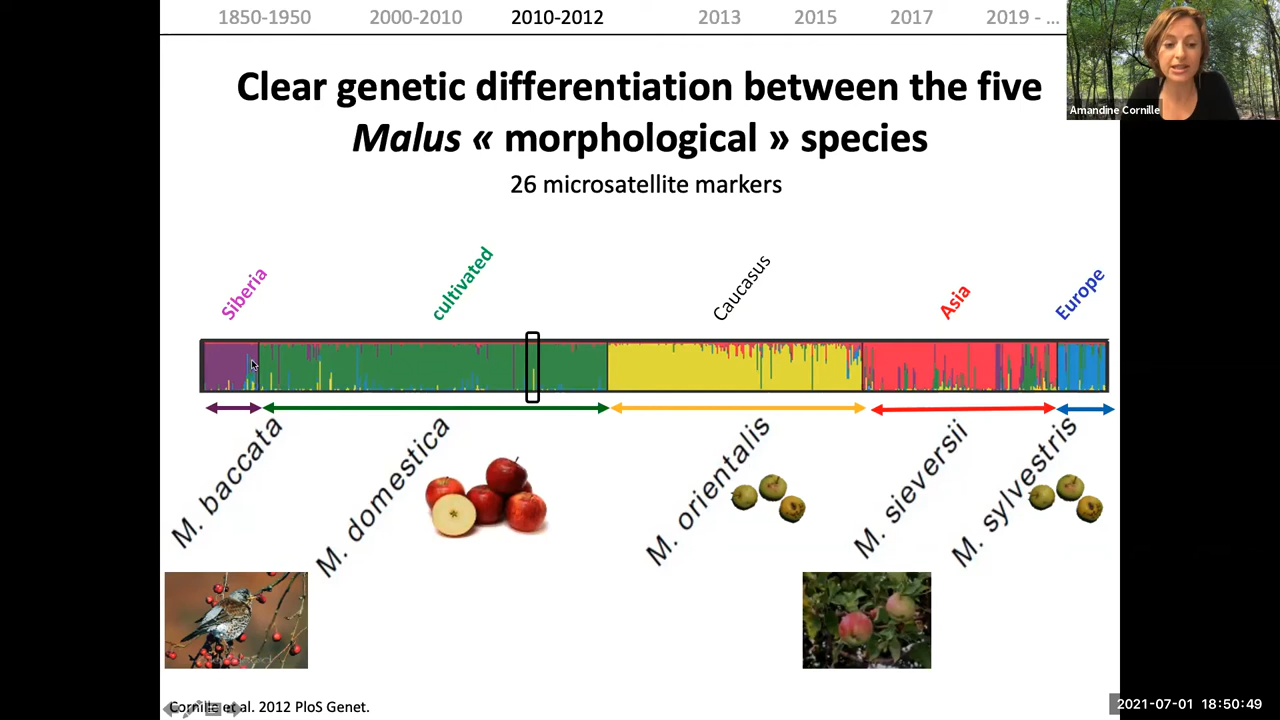 1850-1950 2000-2010 2010-2012 2013 2015 2017 2019 - ...
Amandine Cornille
Clear genetic differentiation between the five
Malus « morphological » species
26 microsatellite markers
Siberia cultivated Caucasus Asia Europe
M. baccata M. domestica M. orientalis M. sieversii M. sylvestris
Cornille et al. 2012 PloS Genet.
2021-07-01 18:50:49